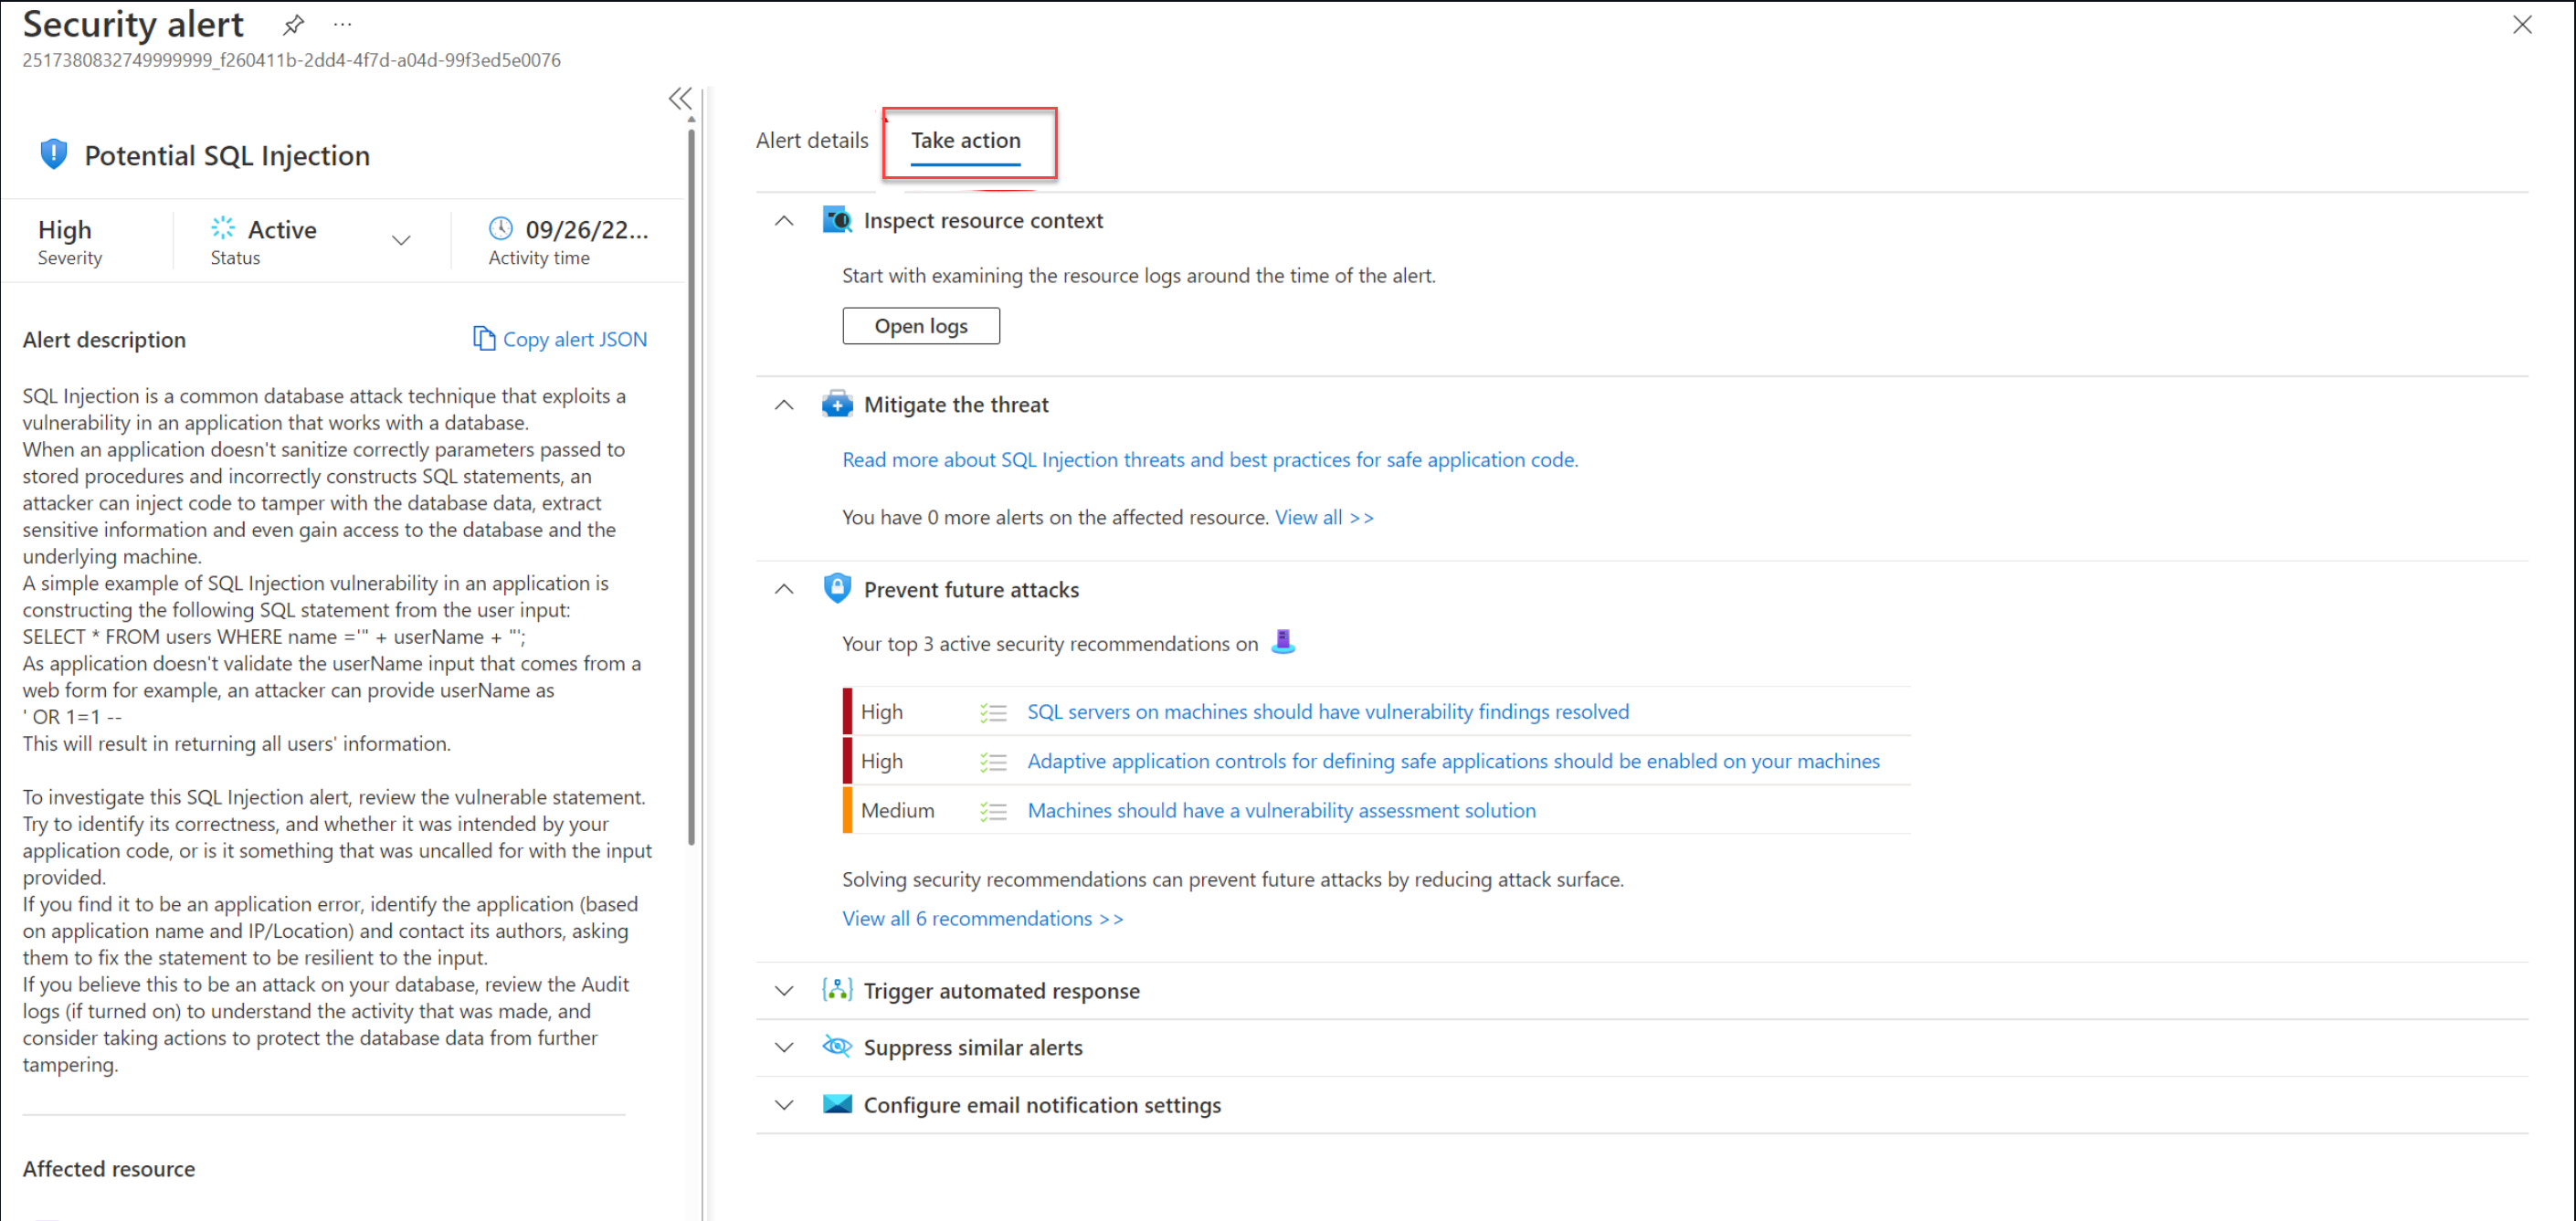 Security alert
2517380832749999999_f260411b-2dd4-4f7d-a04d-99f3ed5e0076
Potential SQL Injection
High
Severity
Active
Status
09/26/22...
Activity time
Alert description
Copy alert JSON
SQL Injection is a common database attack technique that exploits a
vulnerability in an application that works with a database.
When an application doesn't sanitize correctly parameters passed to
stored procedures and incorrectly constructs SQL statements, an
attacker can inject code to tamper with the database data, extract
sensitive information and even gain access to the database and the
underlying machine.
A simple example of SQL Injection vulnerability in an application is
constructing the following SQL statement from the user input:
SELECT * FROM users WHERE name ='" + userName + "';
As application doesn't validate the userName input that comes from a
web form for example, an attacker can provide userName as
' OR 1=1 --
This will result in returning all users' information.
To investigate this SQL Injection alert, review the vulnerable statement.
Try to identify its correctness, and whether it was intended by your
application code, or is it something that was uncalled for with the input
provided.
If you find it to be an application error, identify the application (based
on application name and IP/Location) and contact its authors, asking
them to fix the statement to be resilient to the input.
If you believe this to be an attack on your database, review the Audit
logs (if turned on) to understand the activity that was made, and
consider taking actions to protect the database data from further
tampering.
Affected resource
Alert details
Take action
Inspect resource context
Start with examining the resource logs around the time of the alert.
Open logs
Mitigate the threat
Read more about SQL Injection threats and best practices for safe application code.
You have 0 more alerts on the affected resource. View all >>
Prevent future attacks
Your top 3 active security recommendations on
High SQL servers on machines should have vulnerability findings resolved
High Adaptive application controls for defining safe applications should be enabled on your machines
Medium Machines should have a vulnerability assessment solution
Solving security recommendations can prevent future attacks by reducing attack surface.
View all 6 recommendations >>
Trigger automated response
Suppress similar alerts
Configure email notification settings